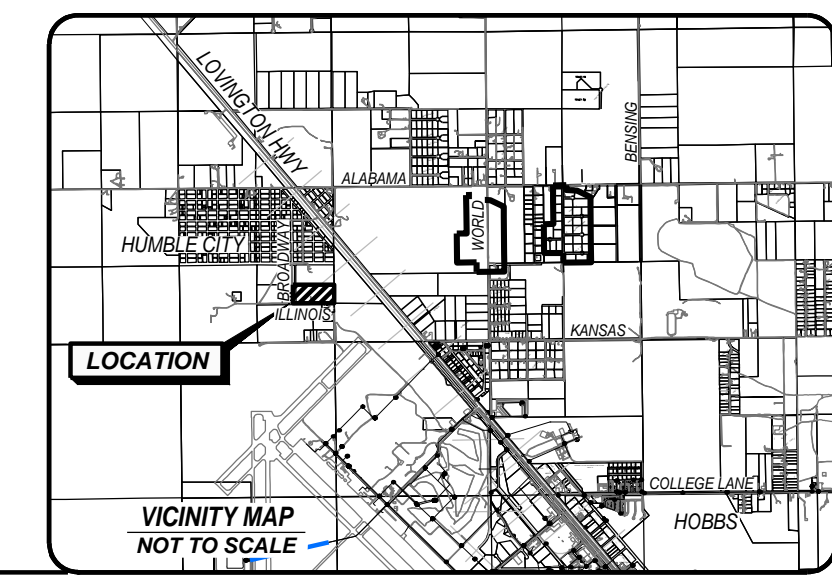 LOVINGTON HWY
BENSING
ALABAMA
WORLD
HUMBLE CITY
BROADWAY
ILLINOIS
KANSAS
LOCATION
COLLEGE LANE
HOBBS
VICINITY MAP
NOT TO SCALE